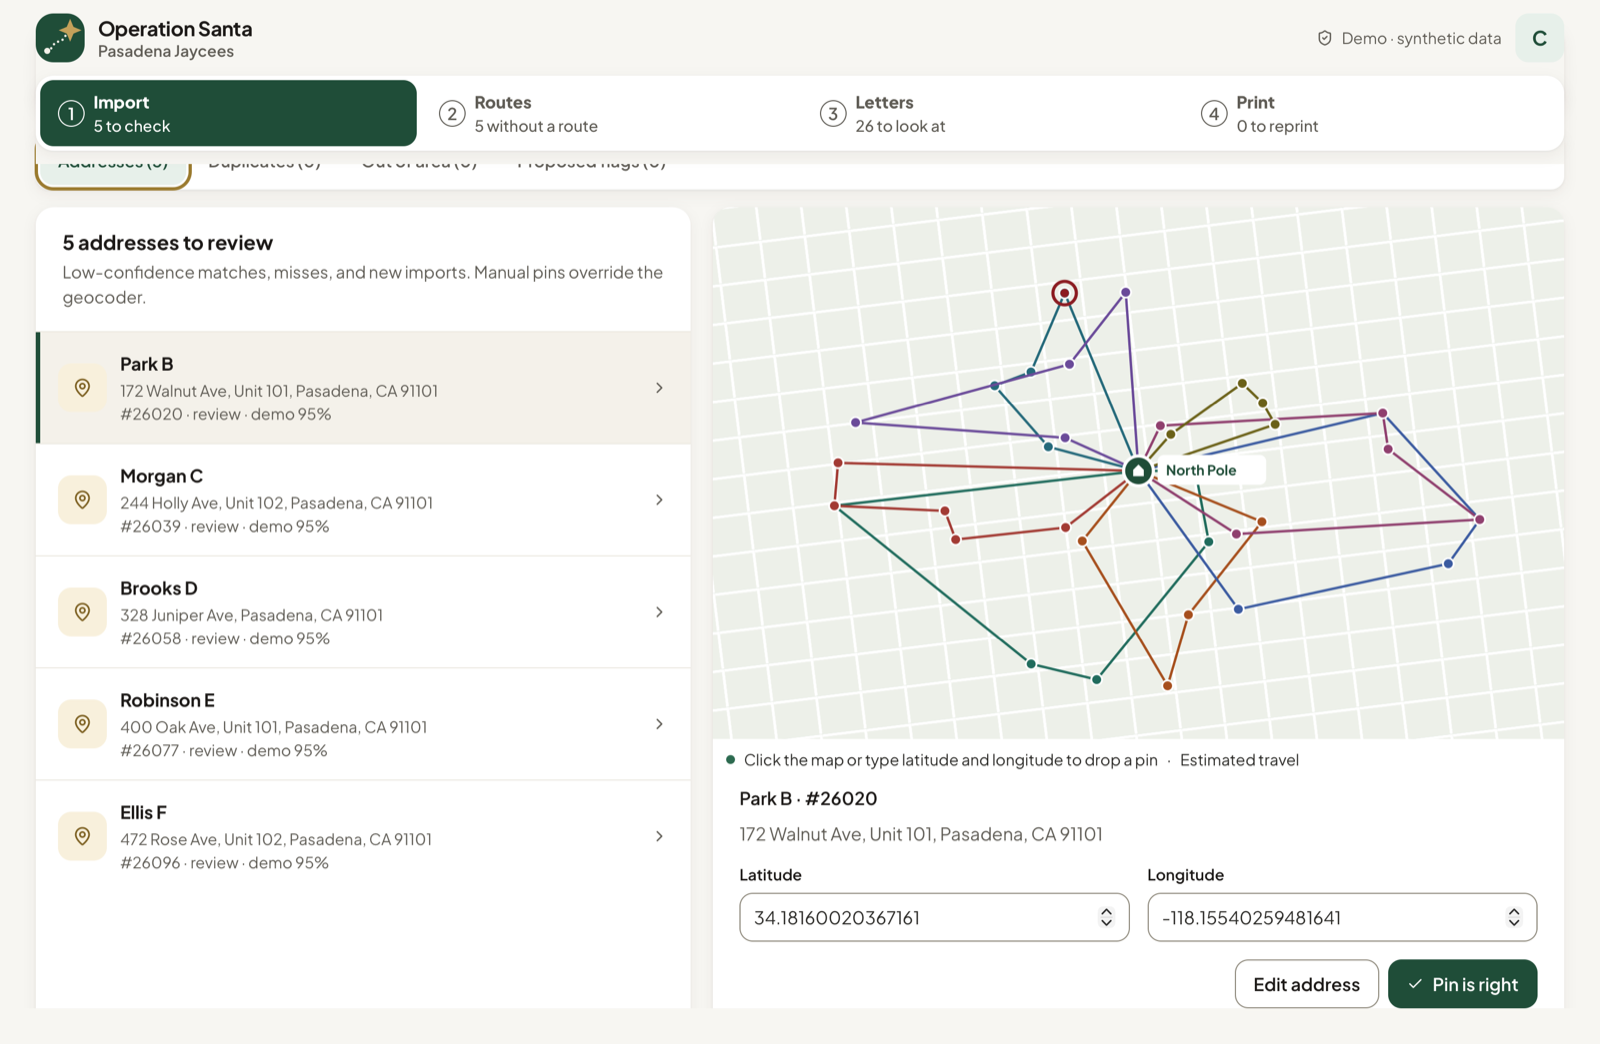 Operation Santa
Pasadena Jaycees
Demo · synthetic data
C
1
Import
5 to check
2
Routes
5 without a route
3
Letters
26 to look at
4
Print
0 to reprint
5 addresses to review
Low-confidence matches, misses, and new imports. Manual pins override the
geocoder.
Park B
172 Walnut Ave, Unit 101, Pasadena, CA 91101
#26020 · review · demo 95%
Morgan C
244 Holly Ave, Unit 102, Pasadena, CA 91101
#26039 · review · demo 95%
Brooks D
328 Juniper Ave, Pasadena, CA 91101
#26058 · review · demo 95%
Robinson E
400 Oak Ave, Unit 101, Pasadena, CA 91101
#26077 · review · demo 95%
Ellis F
472 Rose Ave, Unit 102, Pasadena, CA 91101
#26096 · review · demo 95%
North Pole
Click the map or type latitude and longitude to drop a pin · Estimated travel
Park B · #26020
172 Walnut Ave, Unit 101, Pasadena, CA 91101
Latitude
Longitude
34.18160020367161
-118.15540259481641
Edit address
Pin is right